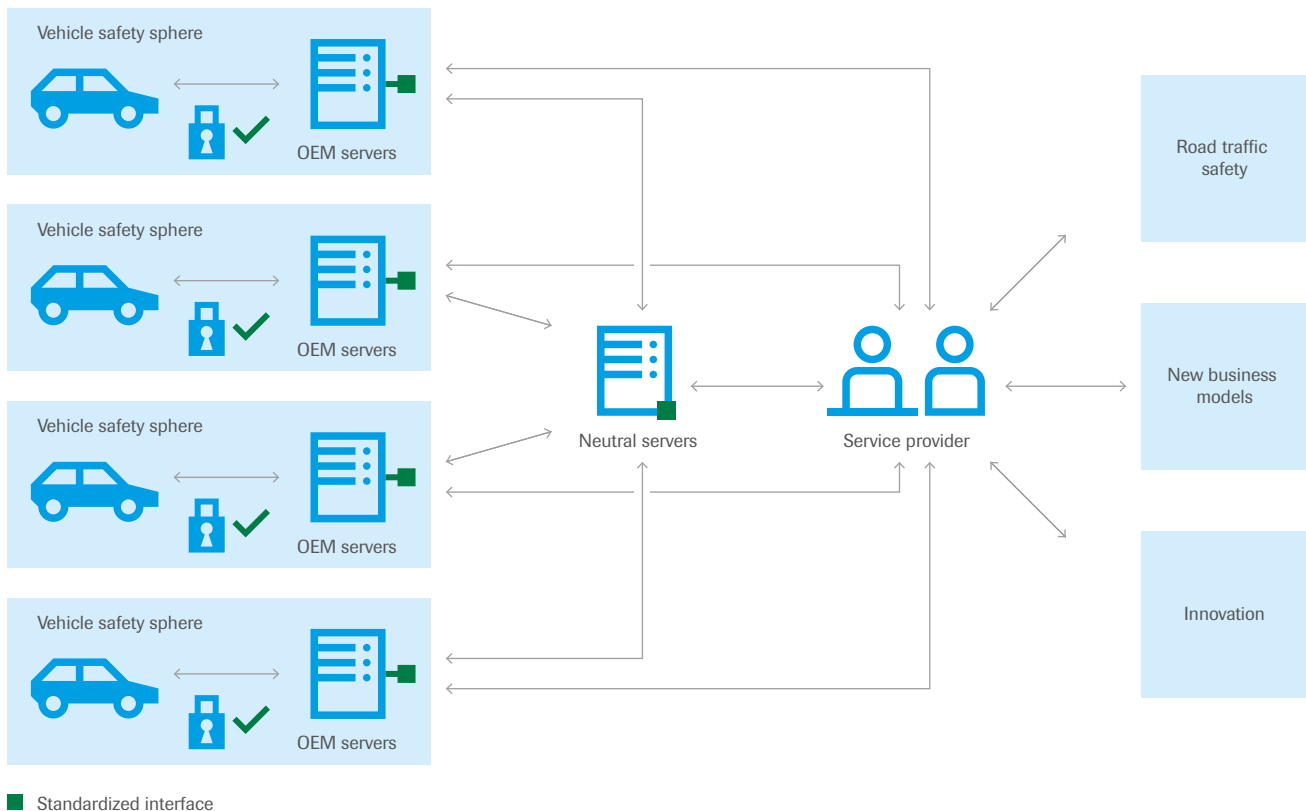 Vehicle safety sphere
OEM servers
Vehicle safety sphere
OEM servers
Vehicle safety sphere
OEM servers
Vehicle safety sphere
OEM servers
Neutral servers
Service provider
Road traffic
safety
New business
models
Innovation
Standardized interface